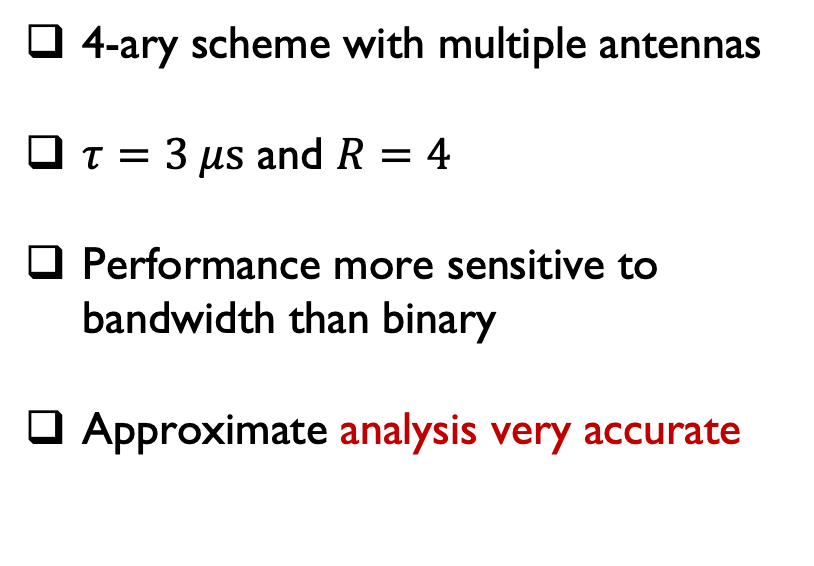 ❑ 4-ary scheme with multiple antennas
❑ τ = 3 μs and R = 4
❑ Performance more sensitive to
bandwidth than binary
❑ Approximate analysis very accurate